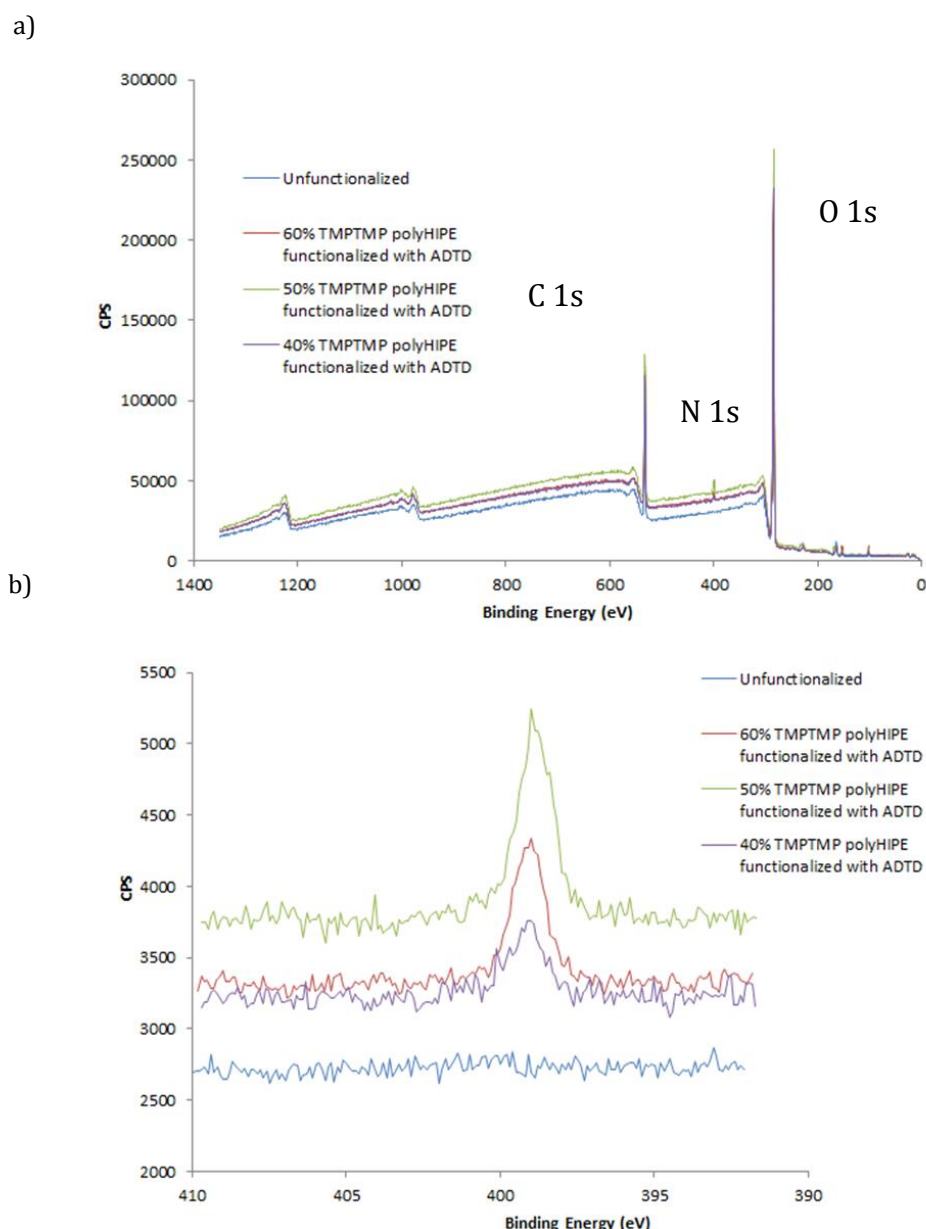 a)
300000
250000
200000
150000
100000
50000
0
CPS
Unfunctionalized
60% TMPTMP polyHIPE
functionalized with ADTD
50% TMPTMP polyHIPE
functionalized with ADTD
40% TMPTMP polyHIPE
functionalized with ADTD
C 1s
N 1s
O 1s
1400 1200 1000 800 600 400 200 0
Binding Energy (eV)
b)
5500
5000
4500
4000
3500
3000
2500
2000
CPS
Unfunctionalized
60% TMPTMP polyHIPE
functionalized with ADTD
50% TMPTMP polyHIPE
functionalized with ADTD
40% TMPTMP polyHIPE
functionalized with ADTD
410 405 400 395 390
Binding Energy (eV)